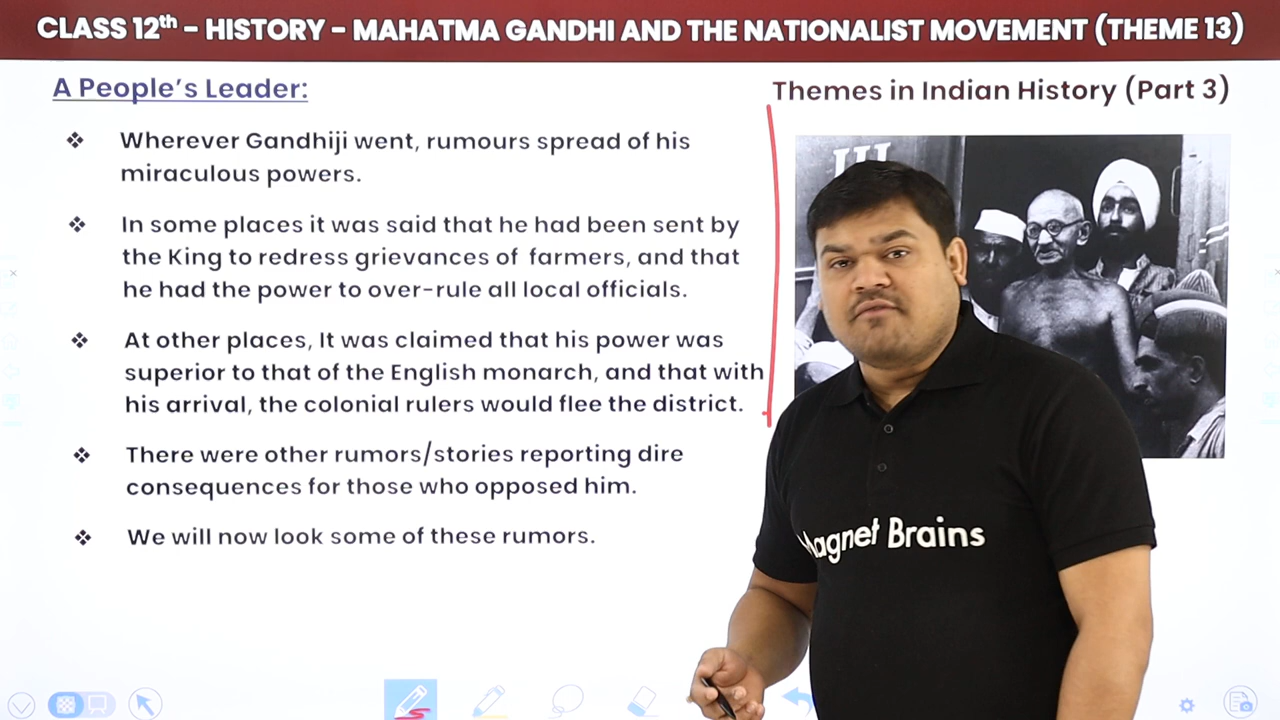 CLASS 12th - HISTORY - MAHATMA GANDHI AND THE NATIONALIST MOVEMENT (THEME 13)
A People's Leader:
Themes in Indian History (Part 3)
❖ Wherever Gandhiji went, rumours spread of his
miraculous powers.
❖ In some places it was said that he had been sent by
the King to redress grievances of farmers, and that
he had the power to over-rule all local officials.
❖ At other places, It was claimed that his power was
superior to that of the English monarch, and that with
his arrival, the colonial rulers would flee the district.
❖ There were other rumors/stories reporting dire
consequences for those who opposed him.
❖ We will now look some of these rumors.
III
Magnet Brains